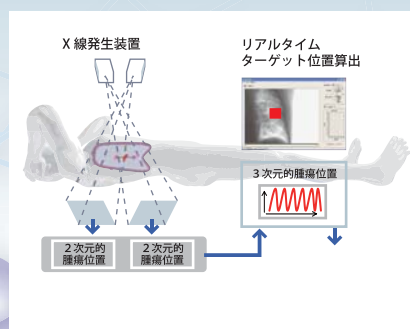 X線発生装置
リアルタイム
ターゲット位置算出
3次元的腫瘍位置
2次元的
腫瘍位置
2次元的
腫瘍位置